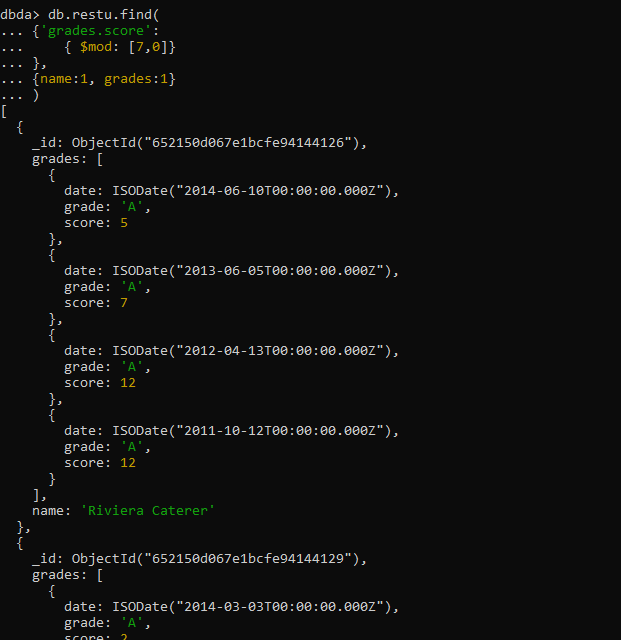 dbda> db.restu.find(
... {'grades.score':
...     { $mod: [7,0]}
... },
... {name:1, grades:1}
... )
[
  {
    _id: ObjectId("652150d067e1bcfe94144126"),
    grades: [
      {
        date: ISODate("2014-06-10T00:00:00.000Z"),
        grade: 'A',
        score: 5
      },
      {
        date: ISODate("2013-06-05T00:00:00.000Z"),
        grade: 'A',
        score: 7
      },
      {
        date: ISODate("2012-04-13T00:00:00.000Z"),
        grade: 'A',
        score: 12
      },
      {
        date: ISODate("2011-10-12T00:00:00.000Z"),
        grade: 'A',
        score: 12
      }
    ],
    name: 'Riviera Caterer'
  },
  {
    _id: ObjectId("652150d067e1bcfe94144129"),
    grades: [
      {
        date: ISODate("2014-03-03T00:00:00.000Z"),
        grade: 'A',
        score: 2